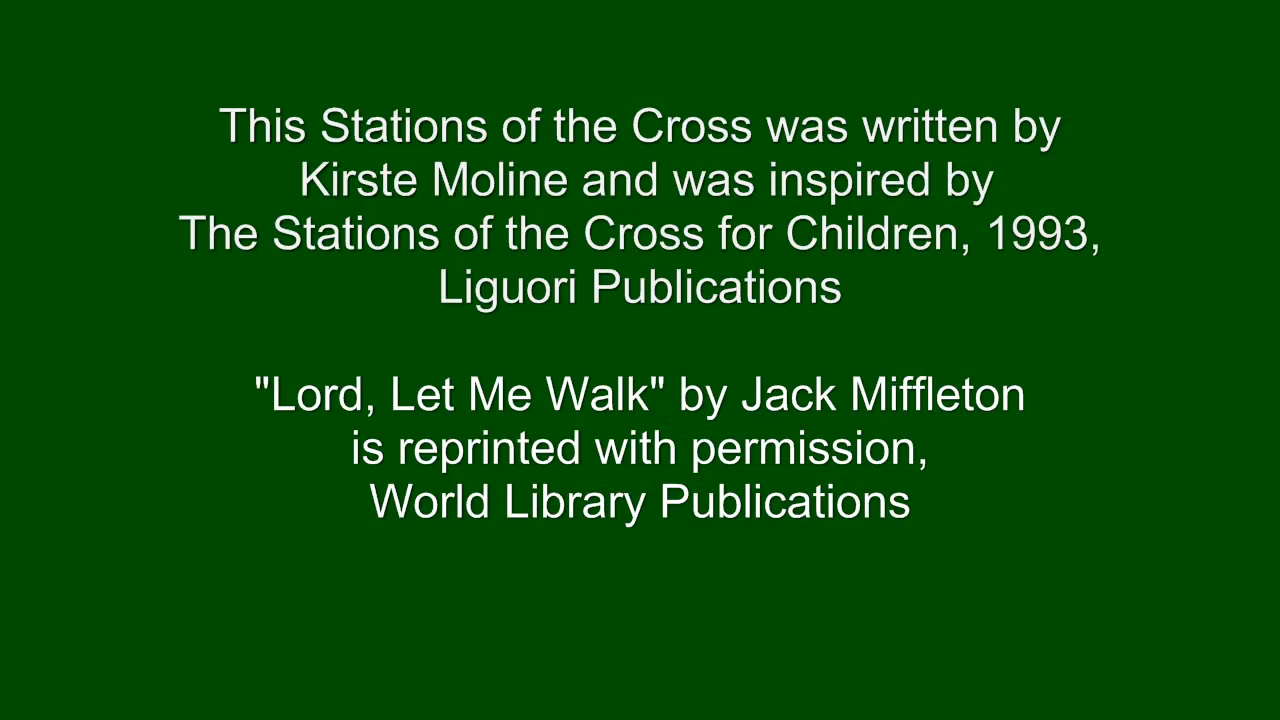 This Stations of the Cross was written by
Kirste Moline and was inspired by
The Stations of the Cross for Children, 1993,
Liguori Publications
"Lord, Let Me Walk" by Jack Miffleton
is reprinted with permission,
World Library Publications